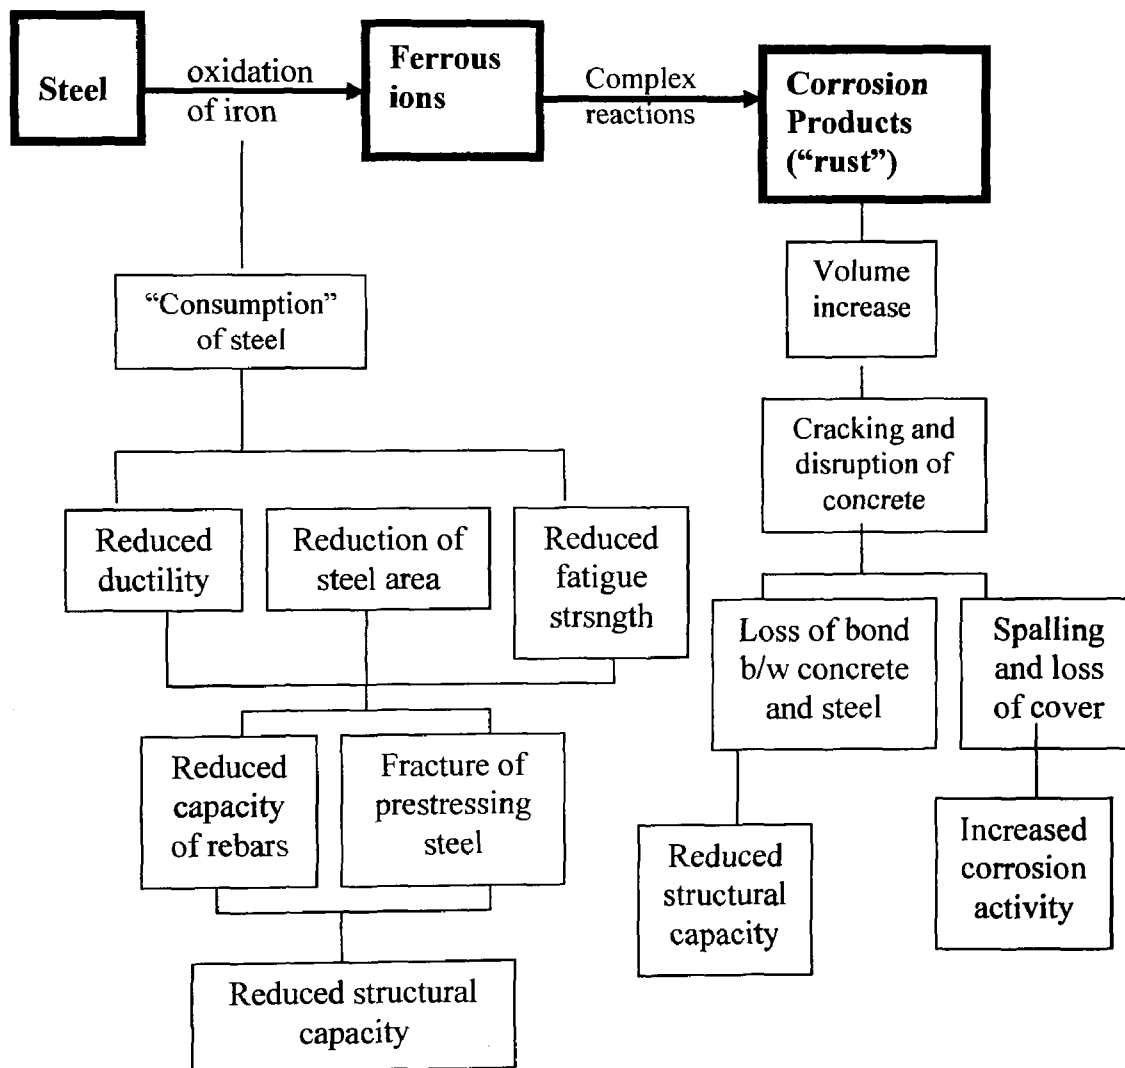 Steel
oxidation
of iron
Ferrous
ions
Complex
reactions
Corrosion
Products
(“rust”)
“Consumption”
of steel
Volume
increase
Cracking and
disruption of
concrete
Reduced
ductility
Reduction of
steel area
Reduced
fatigue
strsngth
Loss of bond
b/w concrete
and steel
Spalling
and loss
of cover
Reduced
capacity
of rebars
Fracture of
prestressing
steel
Reduced
structural
capacity
Increased
corrosion
activity
Reduced structural
capacity